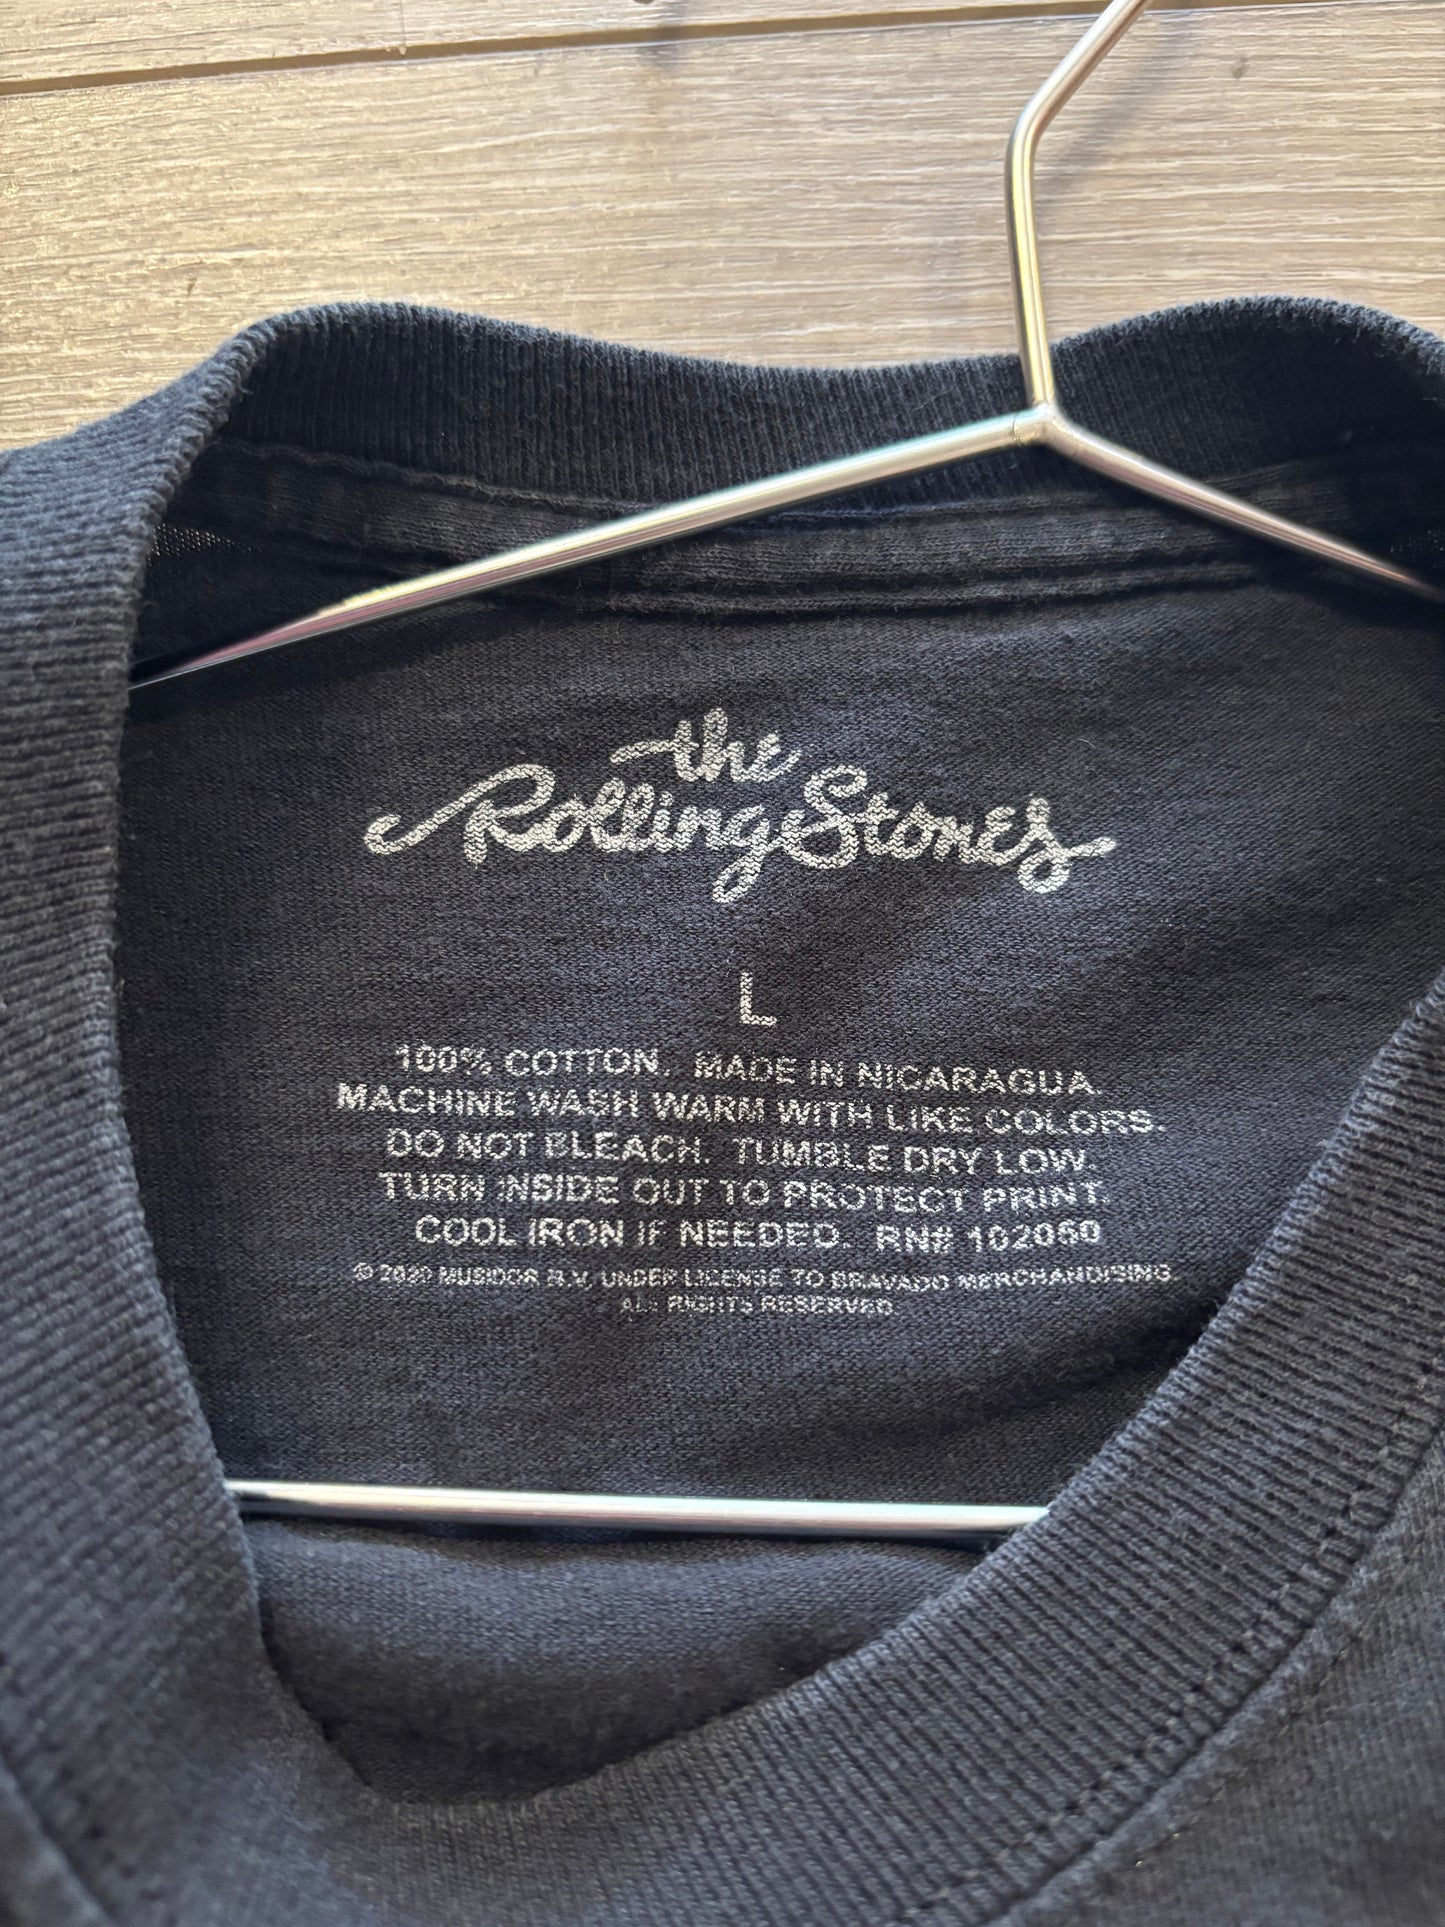 the
Rolling Stones
L
100% COTTON. MADE IN NICARAGUA.
MACHINE WASH WARM WITH LIKE COLORS.
DO NOT BLEACH. TUMBLE DRY LOW.
TURN INSIDE OUT TO PROTECT PRINT.
COOL IRON IF NEEDED. RN# 102060
© 2020 MUSIDOR B.V. UNDER LICENSE TO BRAVADO MERCHANDISING.
ALL RIGHTS RESERVED.